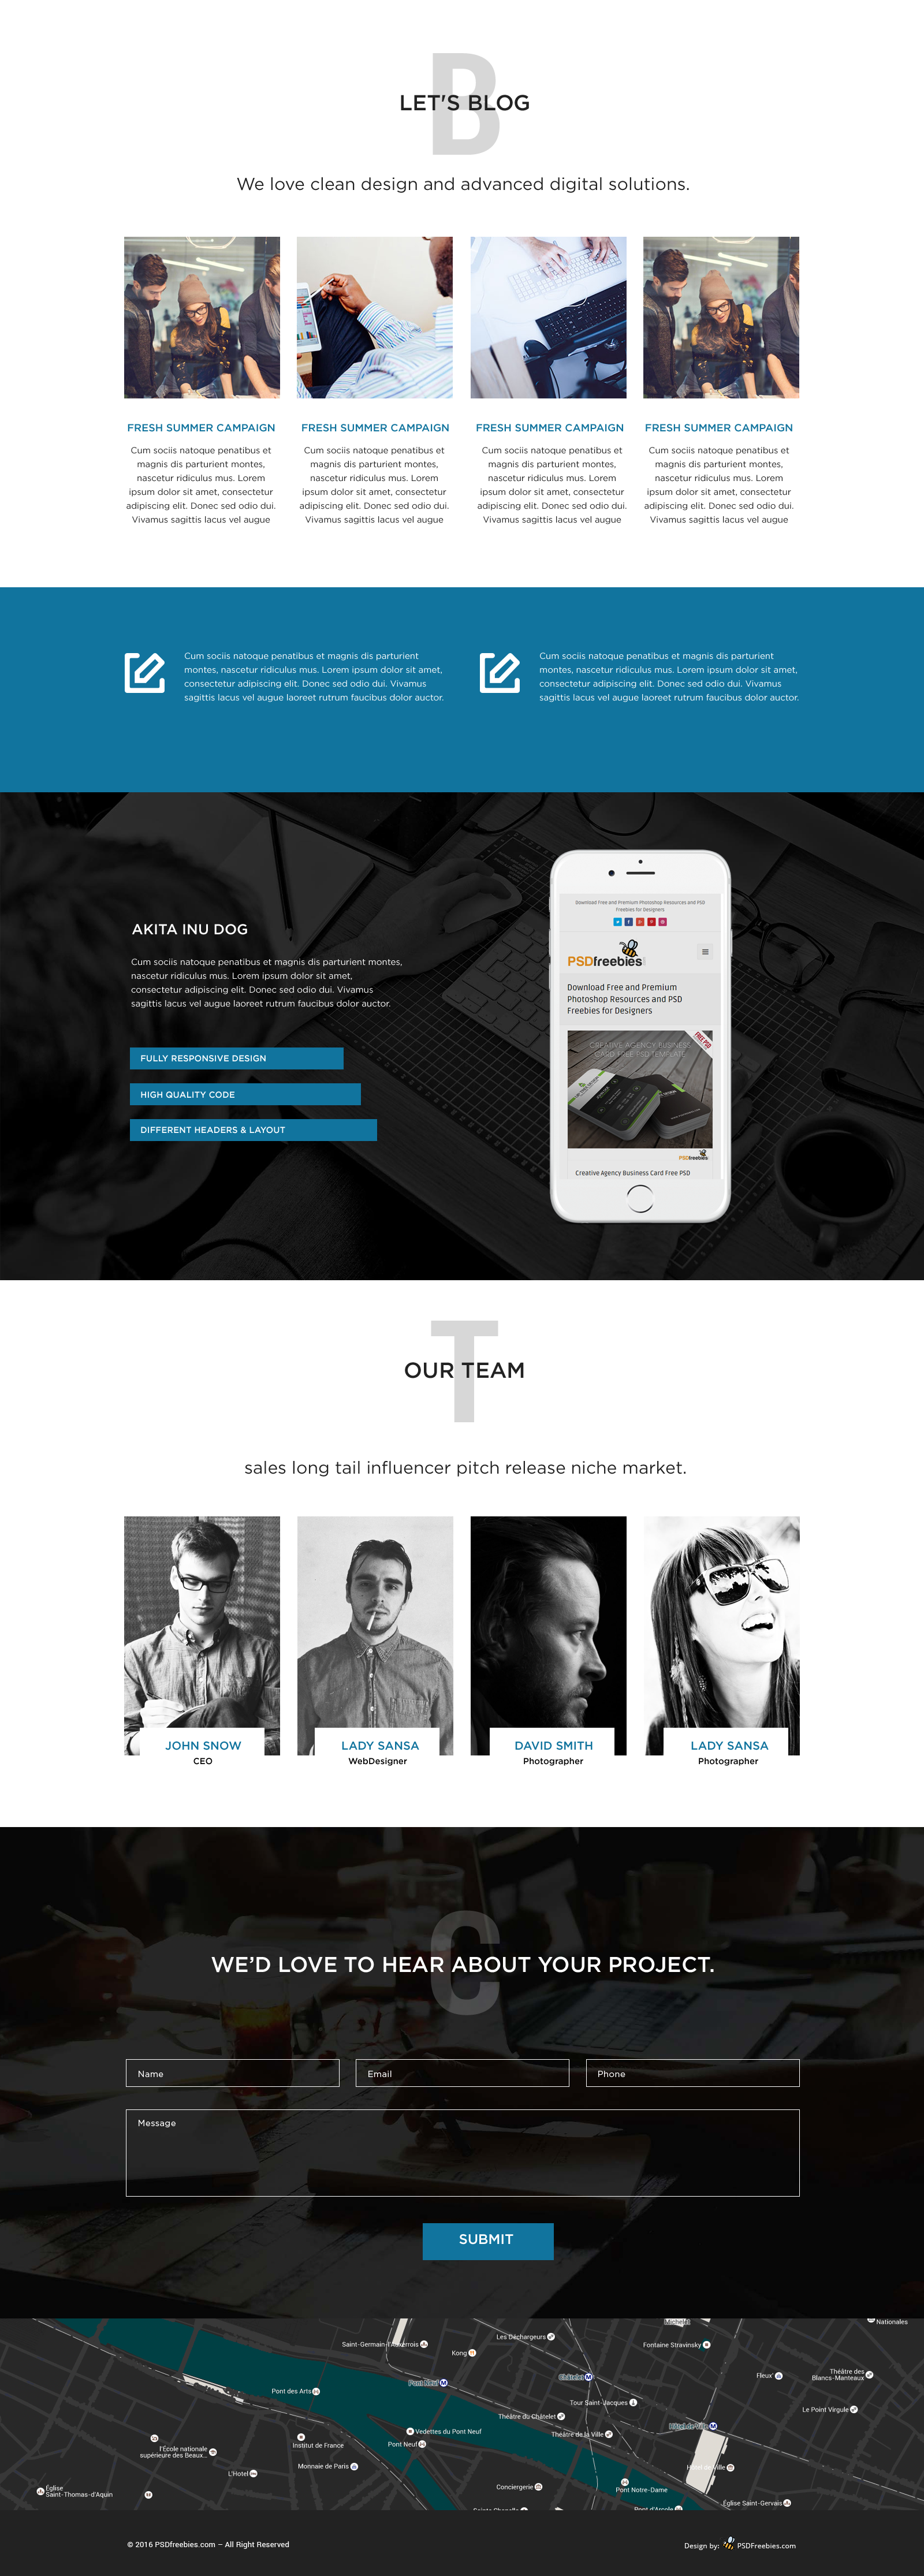 B
LET'S BLOG
We love clean design and advanced digital solutions.
FRESH SUMMER CAMPAIGN
Cum sociis natoque penatibus et
magnis dis parturient montes,
nascetur ridiculus mus. Lorem
ipsum dolor sit amet, consectetur
adipiscing elit. Donec sed odio dui.
Vivamus sagittis lacus vel augue
FRESH SUMMER CAMPAIGN
Cum sociis natoque penatibus et
magnis dis parturient montes,
nascetur ridiculus mus. Lorem
ipsum dolor sit amet, consectetur
adipiscing elit. Donec sed odio dui.
Vivamus sagittis lacus vel augue
FRESH SUMMER CAMPAIGN
Cum sociis natoque penatibus et
magnis dis parturient montes,
nascetur ridiculus mus. Lorem
ipsum dolor sit amet, consectetur
adipiscing elit. Donec sed odio dui.
Vivamus sagittis lacus vel augue
FRESH SUMMER CAMPAIGN
Cum sociis natoque penatibus et
magnis dis parturient montes,
nascetur ridiculus mus. Lorem
ipsum dolor sit amet, consectetur
adipiscing elit. Donec sed odio dui.
Vivamus sagittis lacus vel augue
Cum sociis natoque penatibus et magnis dis parturient
montes, nascetur ridiculus mus. Lorem ipsum dolor sit amet,
consectetur adipiscing elit. Donec sed odio dui. Vivamus
sagittis lacus vel augue laoreet rutrum faucibus dolor auctor.
Cum sociis natoque penatibus et magnis dis parturient
montes, nascetur ridiculus mus. Lorem ipsum dolor sit amet,
consectetur adipiscing elit. Donec sed odio dui. Vivamus
sagittis lacus vel augue laoreet rutrum faucibus dolor auctor.
AKITA INU DOG
Cum sociis natoque penatibus et magnis dis parturient montes,
nascetur ridiculus mus. Lorem ipsum dolor sit amet,
consectetur adipiscing elit. Donec sed odio dui. Vivamus
sagittis lacus vel augue laoreet rutrum faucibus dolor auctor.
FULLY RESPONSIVE DESIGN
HIGH QUALITY CODE
DIFFERENT HEADERS & LAYOUT
Download Free and Premium Photoshop Resources and PSD
Freebies for Designers
PSDfreebies
Download Free and Premium
Photoshop Resources and PSD
Freebies for Designers
CREATIVE AGENCY BUSINESS
CARD FREE PSD TEMPLATE
FREE PSD
PSDfreebies
Creative Agency Business Card Free PSD
T
OUR TEAM
sales long tail influencer pitch release niche market.
JOHN SNOW
CEO
LADY SANSA
WebDesigner
DAVID SMITH
Photographer
LADY SANSA
Photographer
C
WE'D LOVE TO HEAR ABOUT YOUR PROJECT.
Name
Email
Phone
Message
SUBMIT
Michelet
Nationales
Les Déchargeurs
Saint-Germain-l'Auxerrois
Fontaine Stravinsky
Kong
Théâtre des
Blancs-Manteaux
Flleux'
Châtelet
Pont Neuf
Pont des Arts
Tour Saint-Jacques
Le Point Virgule
Théâtre du Châtelet
Hôtel de Ville
Vedettes du Pont Neuf
Théâtre de la Ville
Pont Neuf
Institut de France
l'École nationale
supérieure des Beaux...
Monnaie de Paris
Hôtel de Ville
L'Hotel
Conciergerie
Pont Notre-Dame
Église
Saint-Thomas-d'Aquin
Église Saint-Gervais
Sainte Chapelle
Pont d'Arcole
© 2016 PSDfreebies.com – All Right Reserved
Design by: PSDFreebies.com